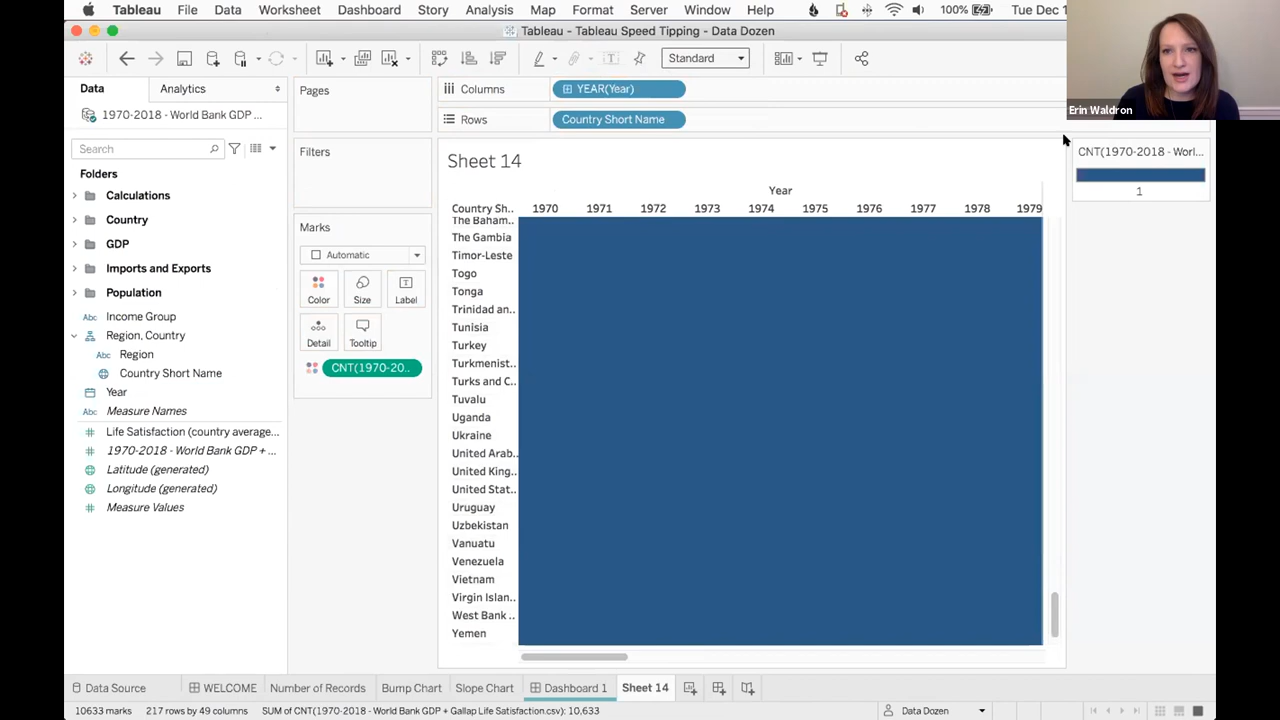 Tableau File Data Worksheet Dashboard Story Analysis Map Format Server Window Help 100% Tue Dec 1
Tableau - Tableau Speed Tipping - Data Dozen
Standard
Erin Waldron
Data Analytics
1970-2018 - World Bank GDP ...
Search
Folders
Calculations
Country
GDP
Imports and Exports
Population
Abc Income Group
Region, Country
Abc Region
Country Short Name
Year
Abc Measure Names
Life Satisfaction (country average...
1970-2018 - World Bank GDP + ...
Latitude (generated)
Longitude (generated)
Measure Values
Pages
Filters
Marks
Automatic
Color Size Label
Detail Tooltip
CNT(1970-20..
Columns YEAR(Year)
Rows Country Short Name
Sheet 14
Year
Country Sh.. 1970 1971 1972 1973 1974 1975 1976 1977 1978 1979
The Baham..
The Gambia
Timor-Leste
Togo
Tonga
Trinidad an..
Tunisia
Turkey
Turkmenist..
Turks and C..
Tuvalu
Uganda
Ukraine
United Arab..
United King..
United Stat..
Uruguay
Uzbekistan
Vanuatu
Venezuela
Vietnam
Virgin Islan..
West Bank ..
Yemen
CNT(1970-2018 - Worl...
1
Data Source WELCOME Number of Records Bump Chart Slope Chart Dashboard 1 Sheet 14
10633 marks 217 rows by 49 columns SUM of CNT(1970-2018 - World Bank GDP + Gallap Life Satisfaction.csv): 10,633 Data Dozen